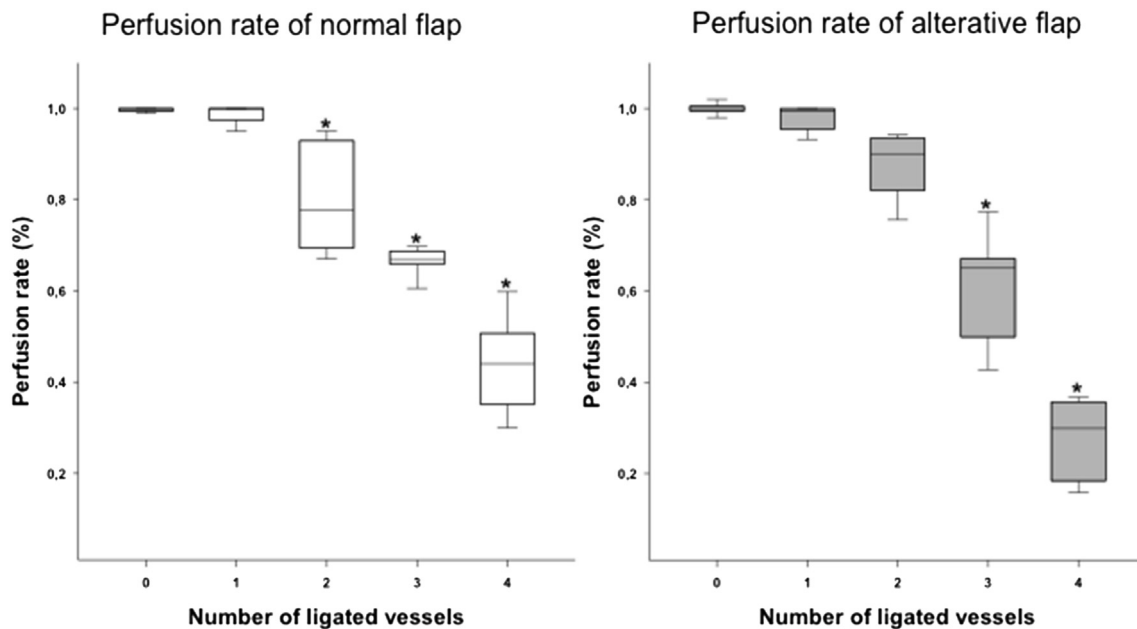 Perfusion rate of normal flap
Perfusion rate (%)
1,0
0,8
0,6
0,4
0,2
*
*
*
0 1 2 3 4
Number of ligated vessels
Perfusion rate of alterative flap
Perfusion rate (%)
1,0
0,8
0,6
0,4
0,2
*
*
0 1 2 3 4
Number of ligated vessels